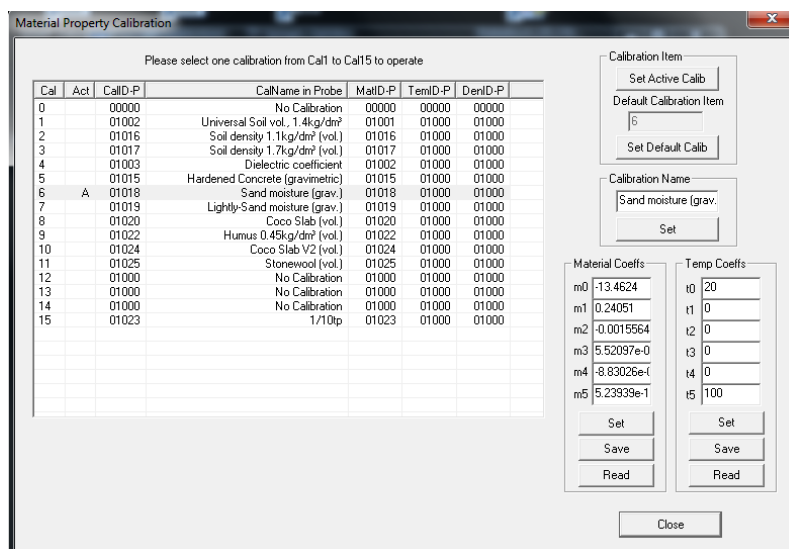 Material Property Calibration
Please select one calibration from Cal1 to Cal15 to operate
Cal Act CalID-P CalName in Probe MatID-P TemID-P DenID-P
0 00000 No Calibration 00000 00000 00000
1 01002 Universal Soil vol., 1.4kg/dm³ 01001 01000 01000
2 01016 Soil density 1.1kg/dm³ (vol.) 01016 01000 01000
3 01017 Soil density 1.7kg/dm³ (vol.) 01017 01000 01000
4 01003 Dielectric coefficient 01002 01000 01000
5 01015 Hardened Concrete (gravimetric) 01015 01000 01000
6 A 01018 Sand moisture (grav.) 01018 01000 01000
7 01019 Lightly-Sand moisture (grav.) 01019 01000 01000
8 01020 Coco Slab (vol.) 01020 01000 01000
9 01022 Humus 0.45kg/dm³ (vol.) 01022 01000 01000
10 01024 Coco Slab V2 (vol.) 01024 01000 01000
11 01025 Stonewool (vol.) 01025 01000 01000
12 01000 No Calibration 01000 01000 01000
13 01000 No Calibration 01000 01000 01000
14 01000 No Calibration 01000 01000 01000
15 01023 1/10tp 01023 01000 01000
Calibration Item
Set Active Calib
Default Calibration Item
6
Set Default Calib
Calibration Name
Sand moisture (grav.
Set
Material Coeffs
m0 -13.4624
m1 0.24051
m2 -0.0015564
m3 5.52097e-0
m4 -8.83026e-(
m5 5.23939e-1
Set
Save
Read
Temp Coeffs
t0 20
t1 0
t2 0
t3 0
t4 0
t5 100
Set
Save
Read
Close